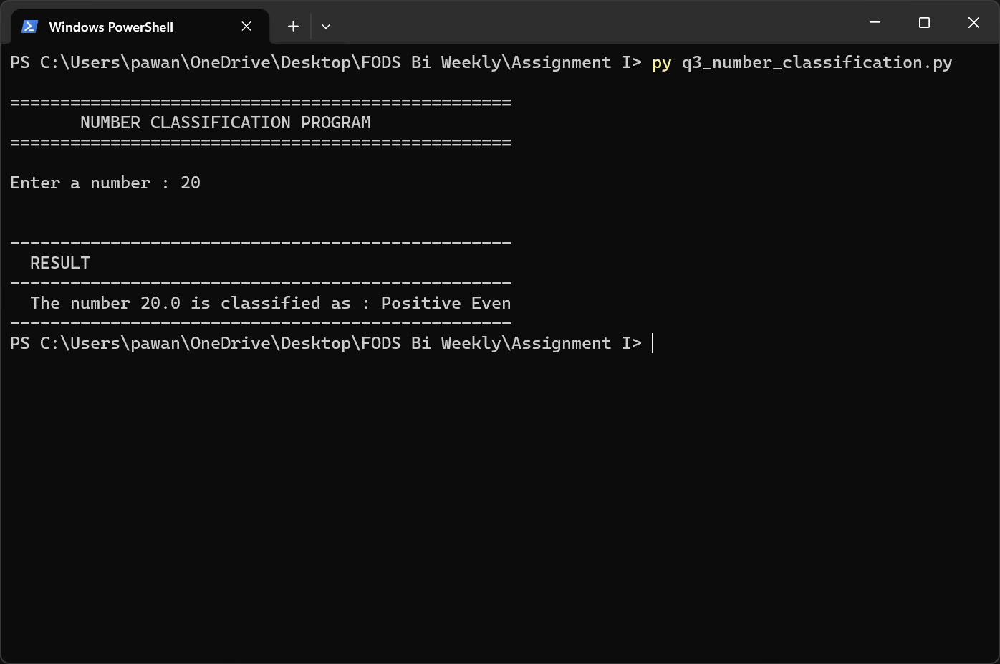 Windows PowerShell
PS C:\Users\pawan\OneDrive\Desktop\FODS Bi Weekly\Assignment I> py q3_number_classification.py
==================================================
NUMBER CLASSIFICATION PROGRAM
==================================================
Enter a number : 20
--------------------------------------------------
RESULT
--------------------------------------------------
The number 20.0 is classified as : Positive Even
--------------------------------------------------
PS C:\Users\pawan\OneDrive\Desktop\FODS Bi Weekly\Assignment I>